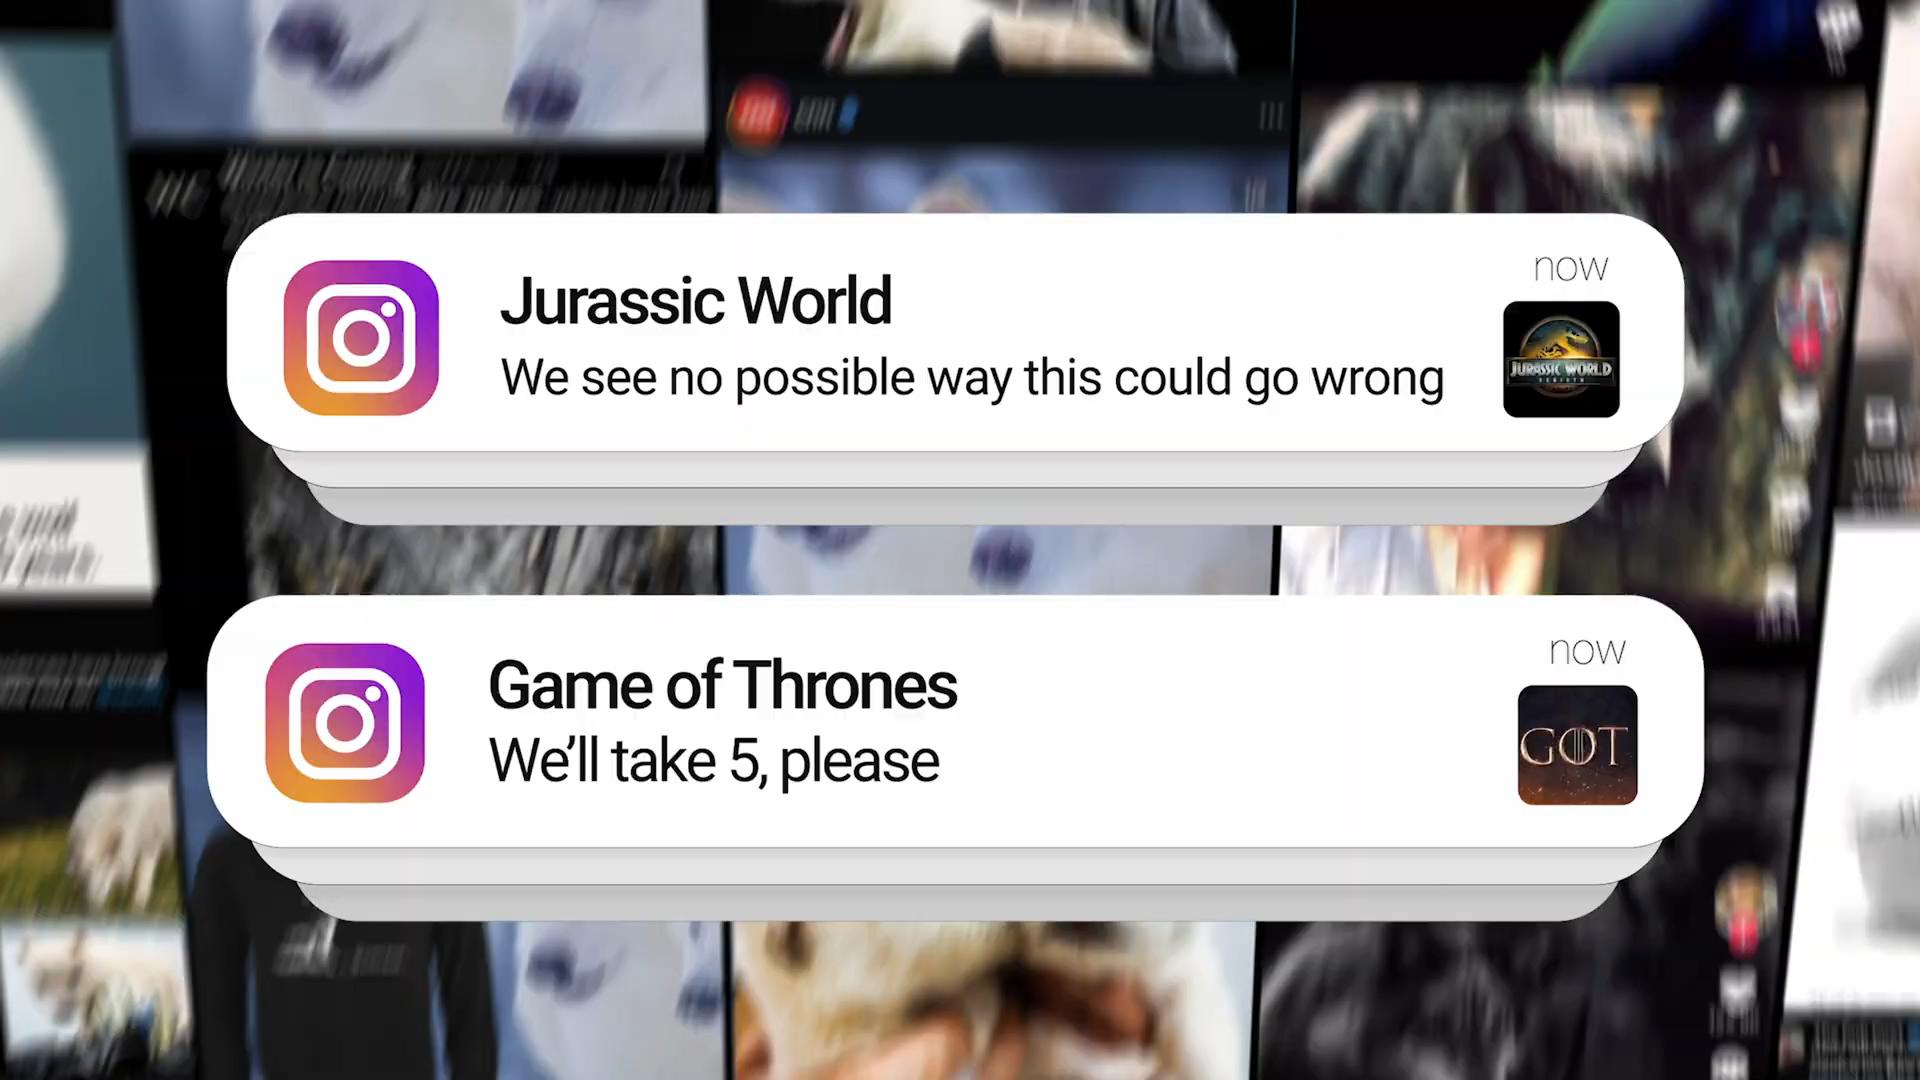 now
Jurassic World
We see no possible way this could go wrong
JURASSIC WORLD
REBIRTH
now
Game of Thrones
We'll take 5, please
GOT